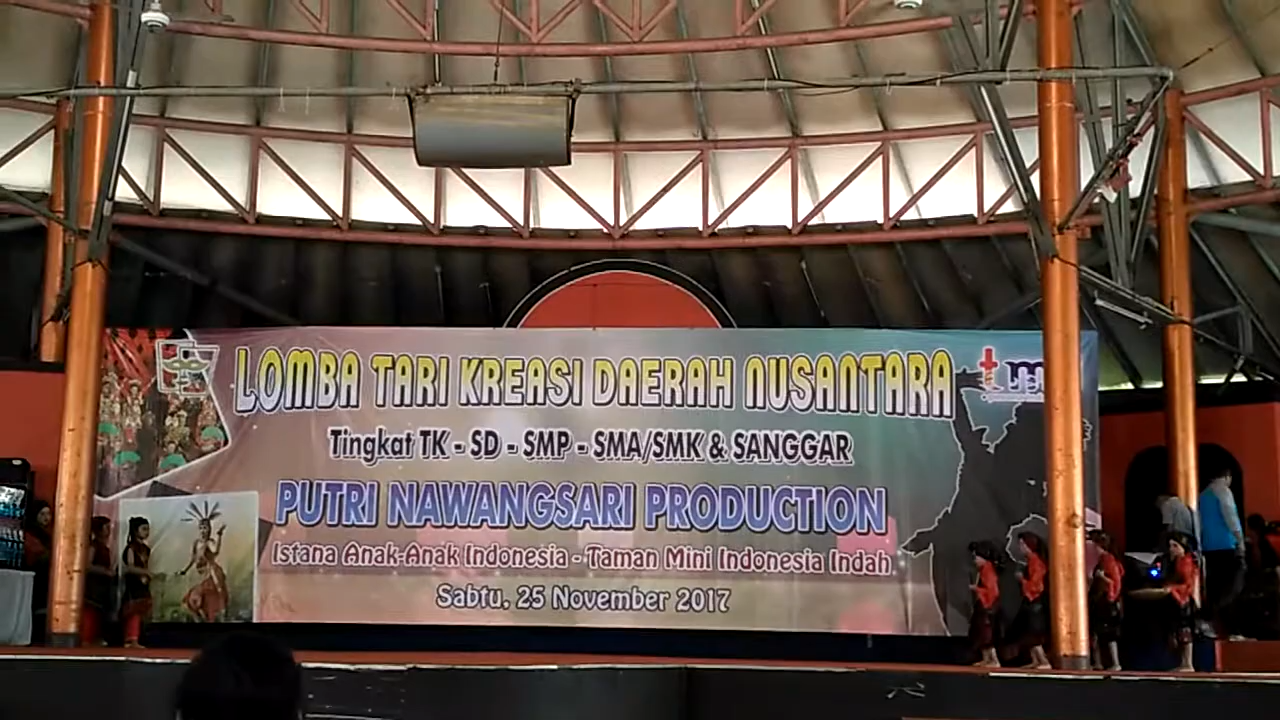 LOMBA TARI KREASI DAERAH NUSANTARA
Tingkat TK - SD - SMP - SMA/SMK & SANGGAR
PUTRI NAWANGSARI PRODUCTION
Istana Anak-Anak Indonesia - Taman Mini Indonesia Indah
Sabtu, 25 November 2017